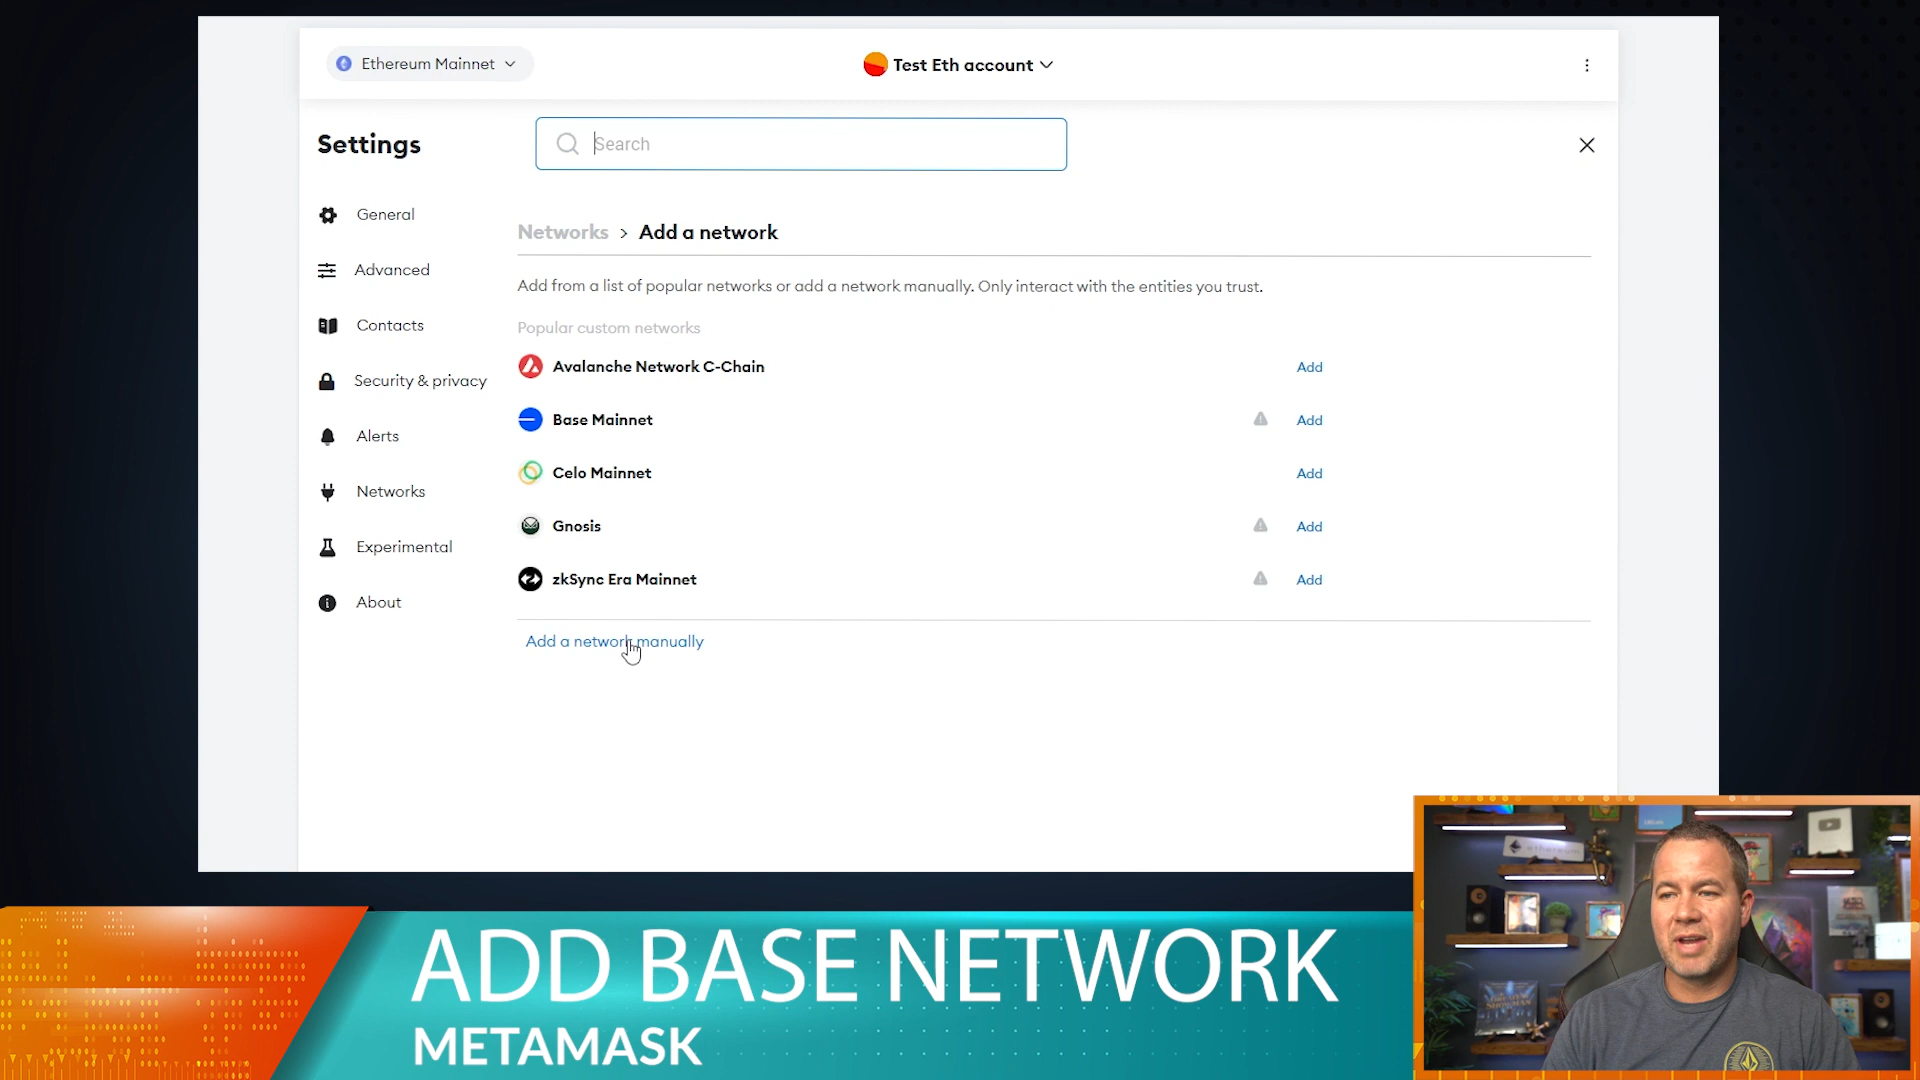 Ethereum Mainnet
Test Eth account
Settings
Search
General
Advanced
Contacts
Security & privacy
Alerts
Networks
Experimental
About
Networks > Add a network
Add from a list of popular networks or add a network manually. Only interact with the entities you trust.
Popular custom networks
Avalanche Network C-Chain Add
Base Mainnet Add
Celo Mainnet Add
Gnosis Add
zkSync Era Mainnet Add
Add a network manually
ethereum
ADD BASE NETWORK
METAMASK